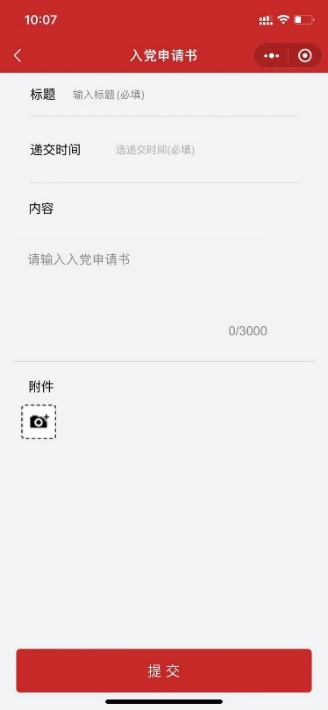 10:07
入党申请书
标题 输入标题(必填)
递交时间 选递交时间(必填)
内容
请输入入党申请书
0/3000
附件
提交